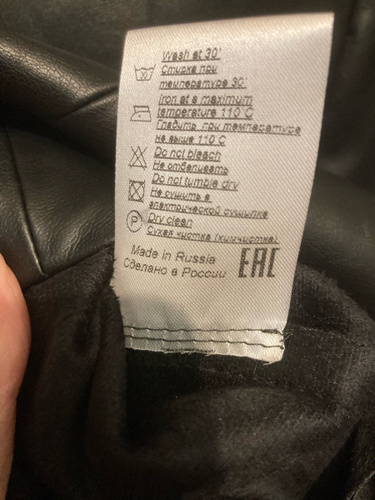 Wash at 30°
Стирка при
температуре 30°
Iron at a maximum
temperature 110 C
Гладить при температуре
не выше 110 C
Do not bleach
Не отбеливать
Do not tumble dry
Не сушить в
электрической сушилке
P Dry clean
Сухая чистка (химчистка)
Made in Russia
Сделано в России
EAC